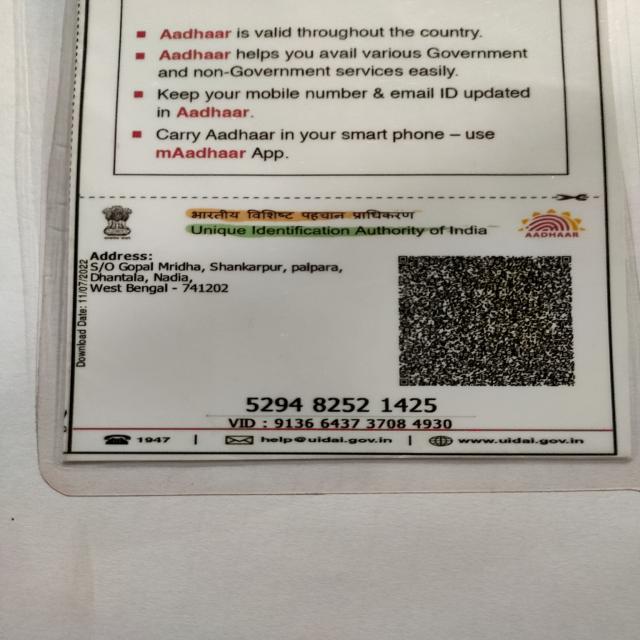 Aadhaar is valid throughout the country.
Aadhaar helps you avail various Government
and non-Government services easily.
Keep your mobile number & email ID updated
in Aadhaar.
Carry Aadhaar in your smart phone – use
mAadhaar App.
भारतीय विशिष्ट पहचान प्राधिकरण
Unique Identification Authority of India
AADHAAR
Download Date: 11/07/2022
Address:
S/O Gopal Mridha, Shankarpur, palpara,
Dhantala, Nadia,
West Bengal - 741202
5294 8252 1425
VID : 9136 6437 3708 4930
1947 | help@uidai.gov.in | www.uidai.gov.in